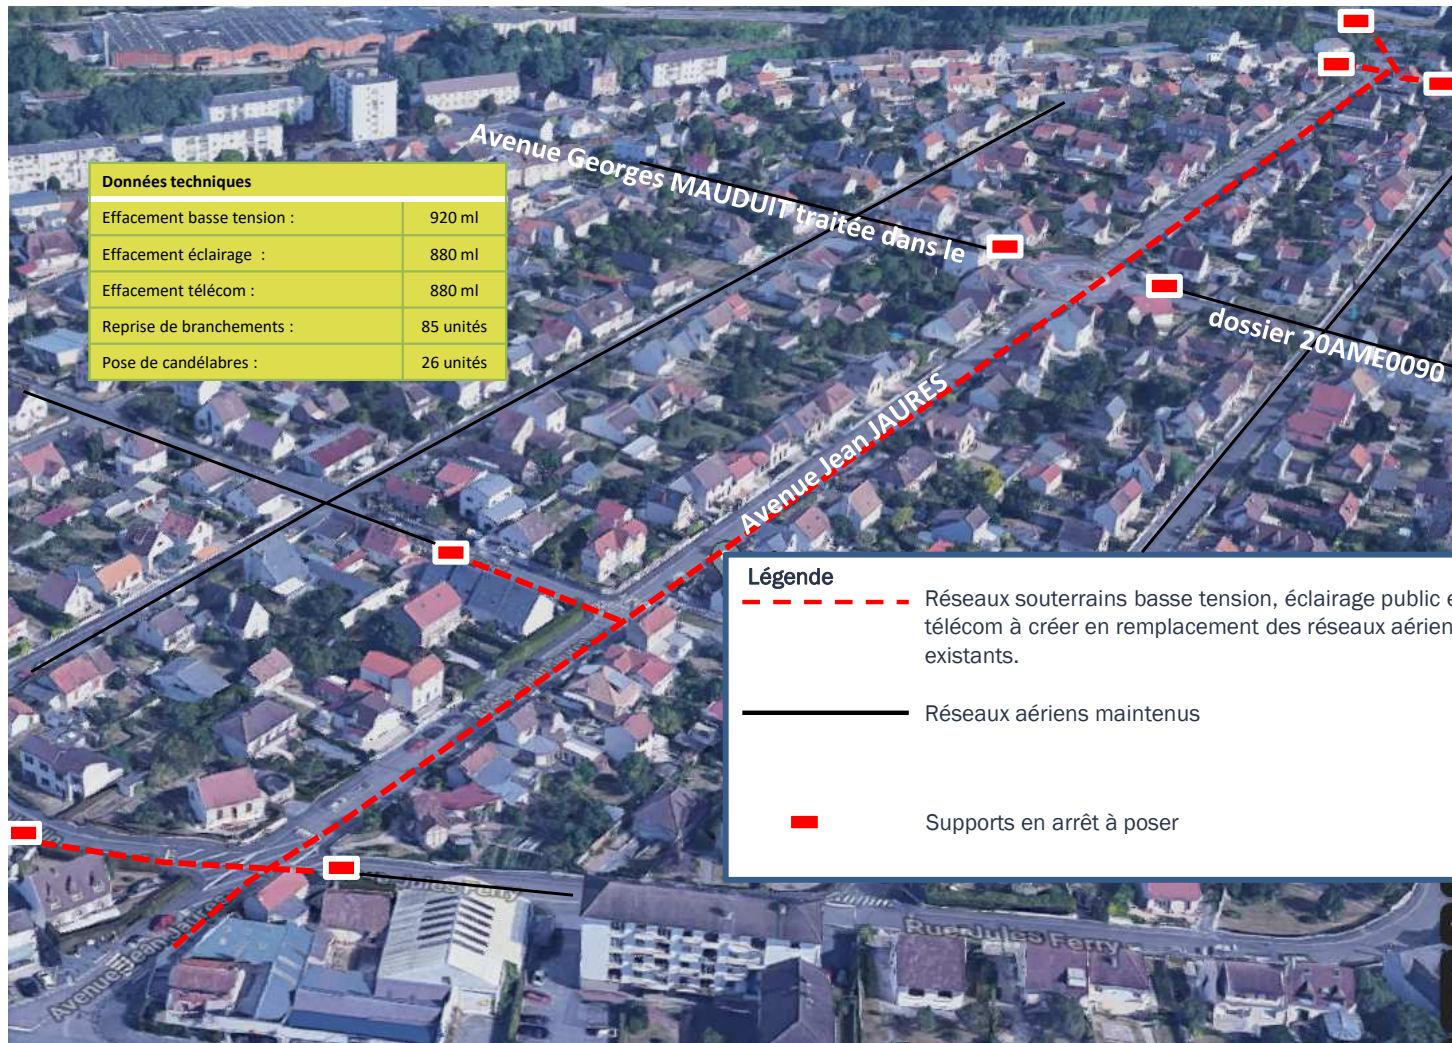 Avenue Georges MAUDUIT traitée dans le
dossier 20AME0090
Données techniques
Effacement basse tension : 920 ml
Effacement éclairage : 880 ml
Effacement télécom : 880 ml
Reprise de branchements : 85 unités
Pose de candélabres : 26 unités
Avenue Jean JAURES
Légende
Réseaux souterrains basse tension, éclairage public e
télécom à créer en remplacement des réseaux aérien
existants.
Réseaux aériens maintenus
Supports en arrêt à poser
Jules Ferry
Rue Jules Ferry
Avenue Jean Jaurès